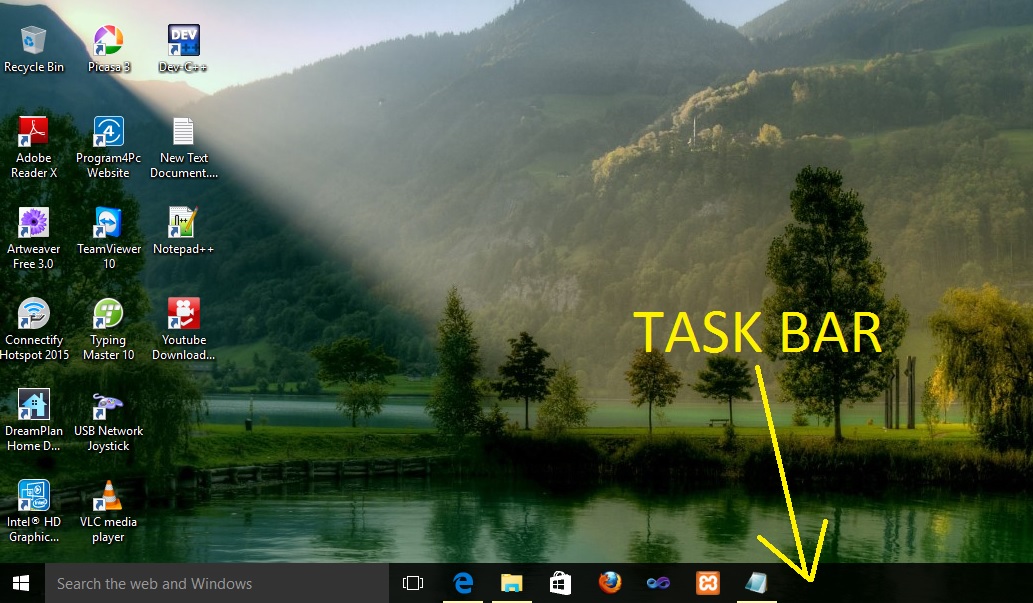 Recycle Bin
Picasa 3
DEV
Dev-C++
Adobe
Reader X
4
Program4Pc
Website
New Text
Document....
Artweaver
Free 3.0
TeamViewer
10
Notepad++
Connectify
Hotspot 2015
Typing
Master 10
Youtube
Download...
TASK BAR
DreamPlan
Home D...
USB Network
Joystick
Intel® HD
Graphic...
VLC media
player
Search the web and Windows